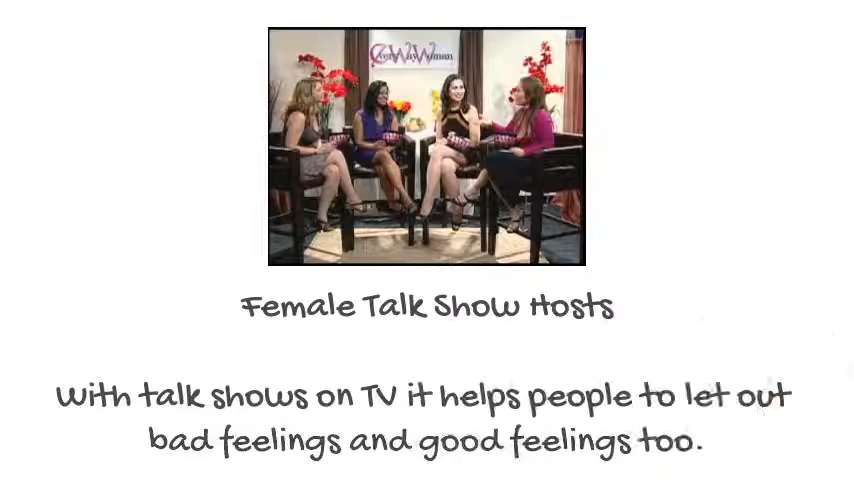 EveryWayWoman
Female Talk Show Hosts
With talk shows on TV it helps people to let out
bad feelings and good feelings too.